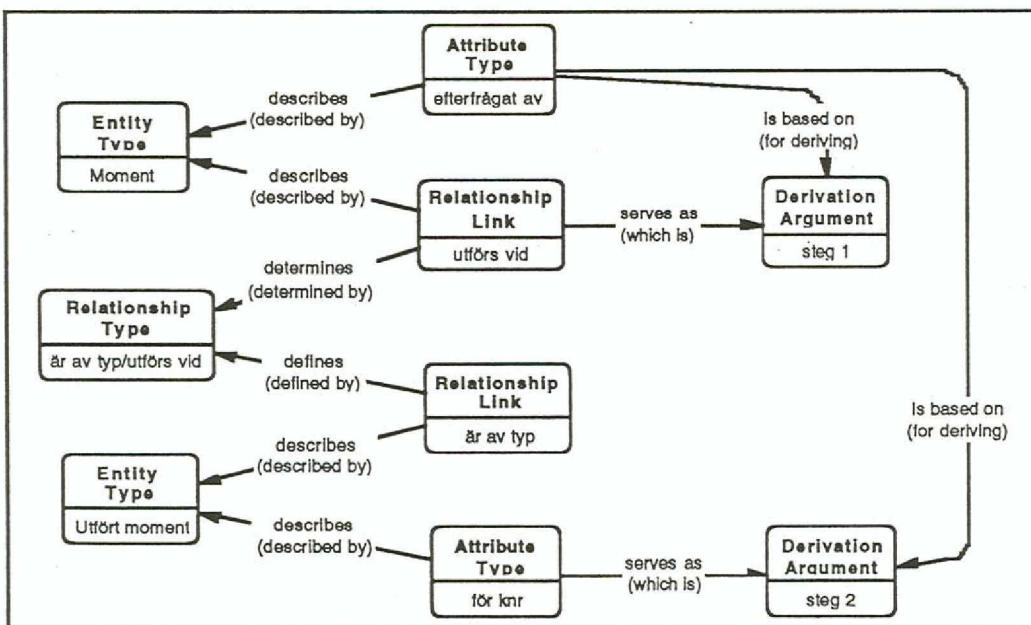 Attribute
Type
efterfrågat av
describes
(described by)
Entity
Type
Moment
describes
(described by)
Is based on
(for deriving)
Relationship
Link
utförs vid
serves as
(which is)
Derivation
Argument
steg 1
determines
(determined by)
Relationship
Type
är av typ/utförs vid
defines
(defined by)
Relationship
Link
är av typ
Is based on
(for deriving)
describes
(described by)
Entity
Type
Utfört moment
describes
(described by)
Attribute
Type
för knr
serves as
(which is)
Derivation
Argument
steg 2